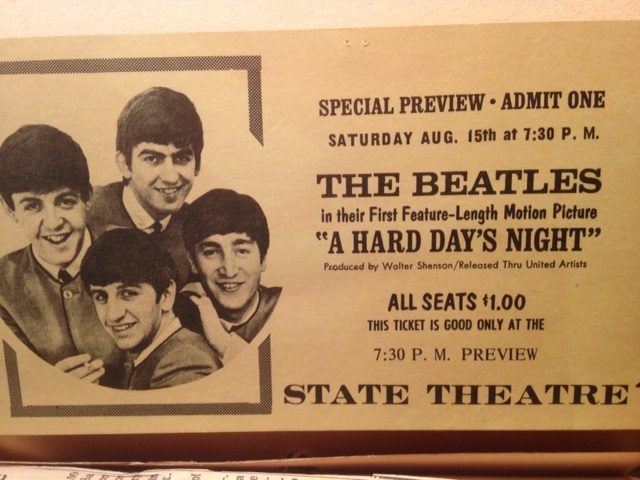 SPECIAL PREVIEW • ADMIT ONE
SATURDAY AUG. 15th at 7:30 P. M.
THE BEATLES
in their First Feature-Length Motion Picture
“A HARD DAY'S NIGHT”
Produced by Walter Shenson/Released Thru United Artists
ALL SEATS $1.00
THIS TICKET IS GOOD ONLY AT THE
7:30 P. M. PREVIEW
STATE THEATRE